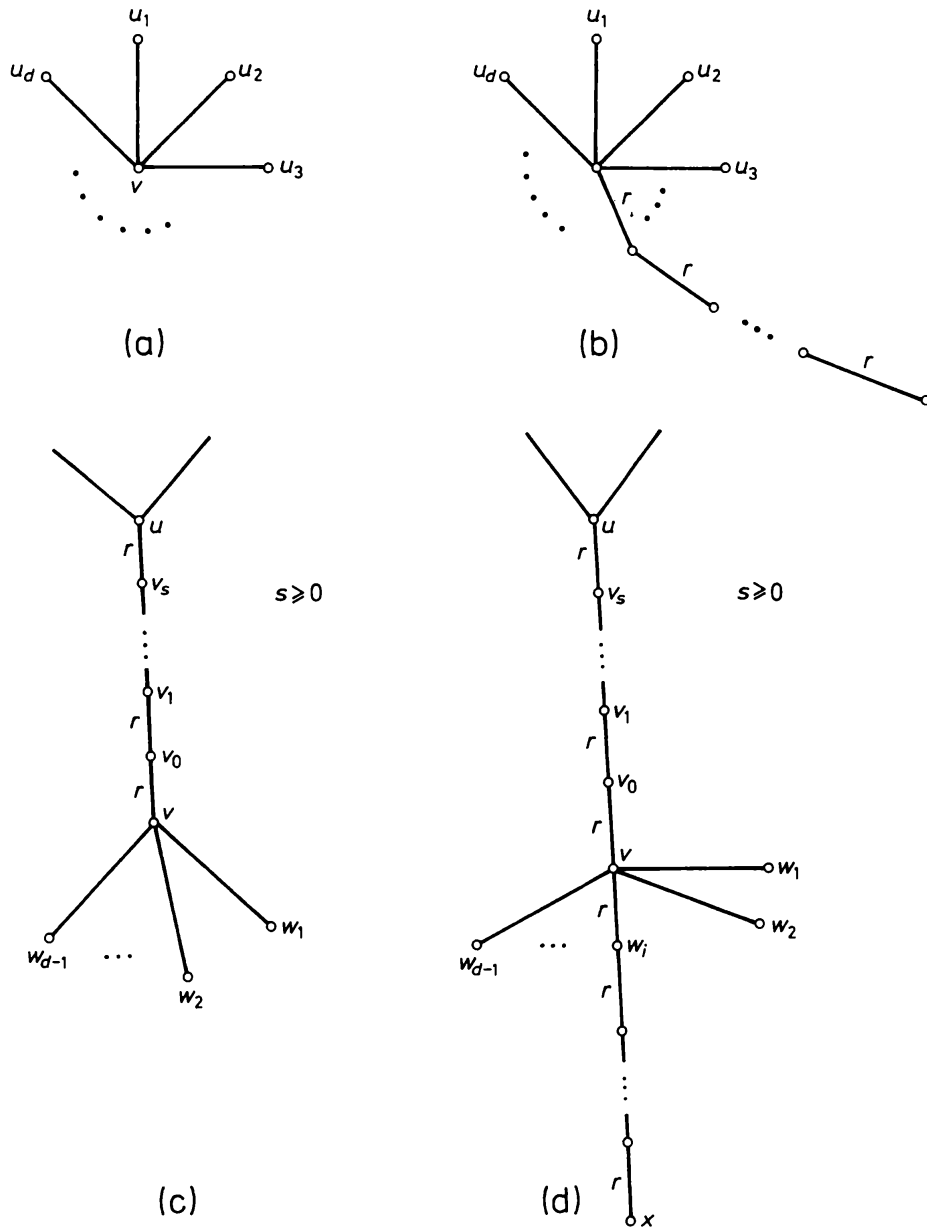 u1 u1
ud u2 ud u2
v u3 u3
r
r
r
(a) (b)
u u
r r
vs s ⩾ 0 vs s ⩾ 0
v1 v1
r r
v0 v0
r r
v v
w1
r
w2
w1
wd−1 ... w2 wd−1 ... wi
r
r
x
(c) (d)